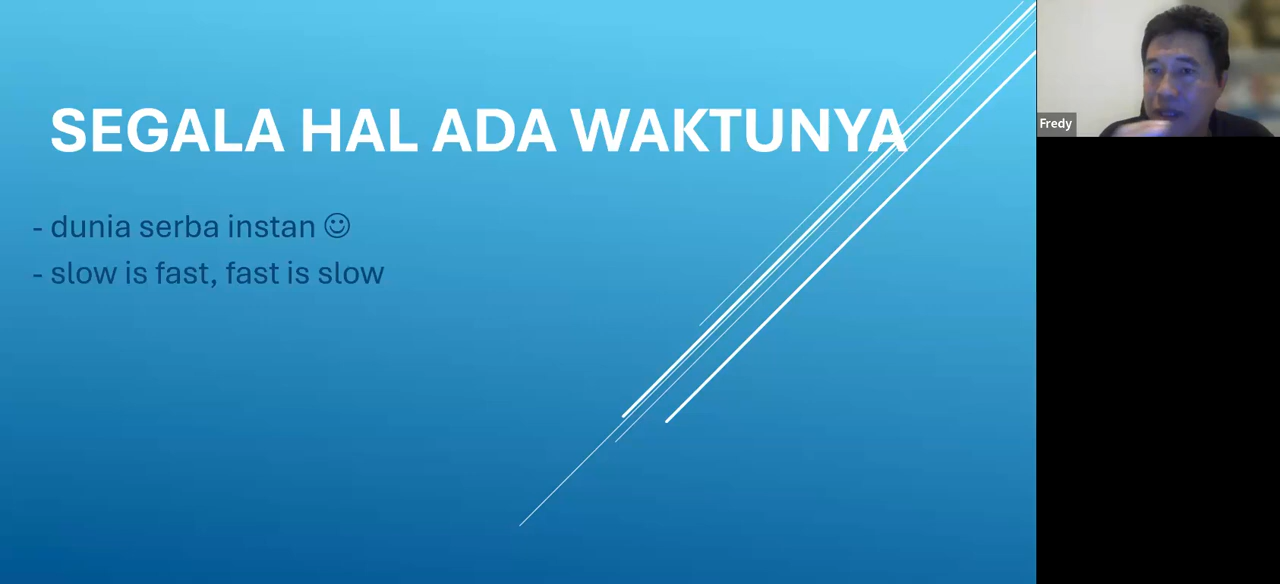 SEGALA HAL ADA WAKTUNYA
- dunia serba instan ☺
- slow is fast, fast is slow
Fredy